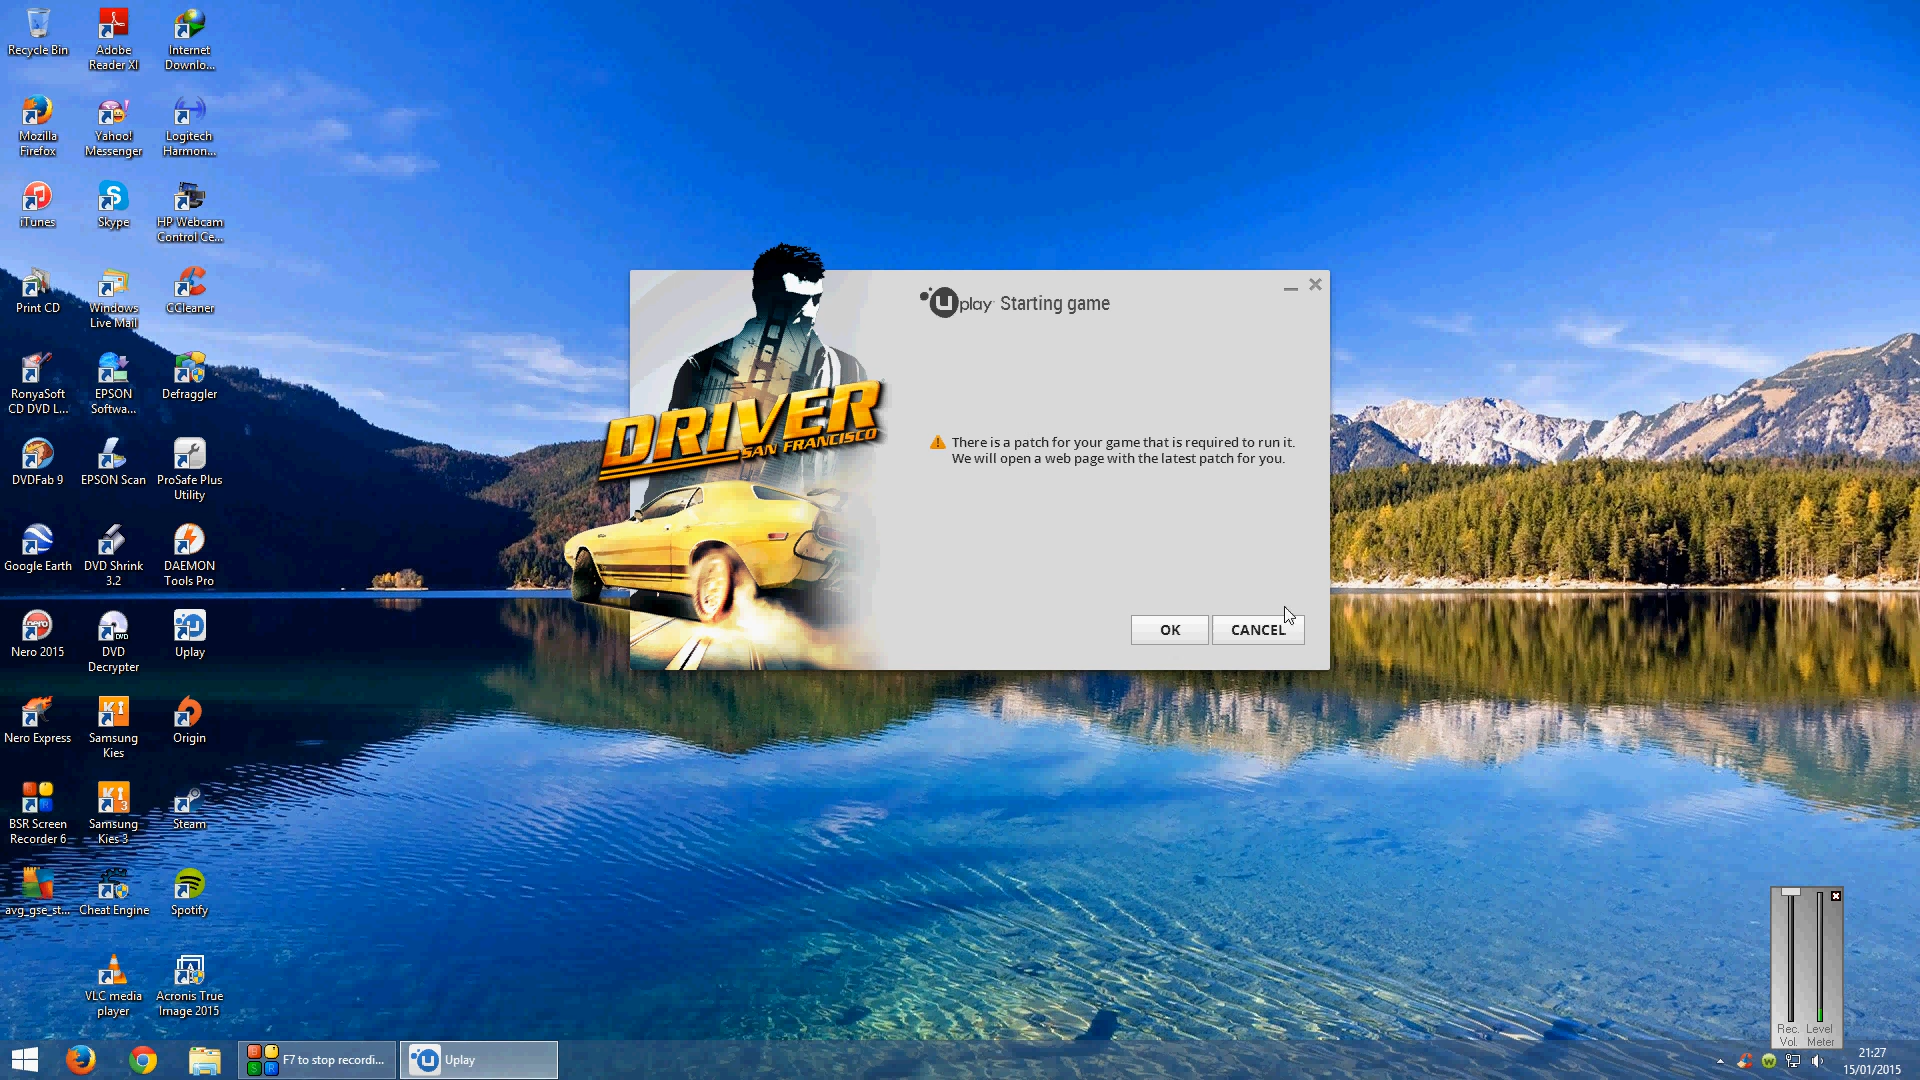 Recycle Bin
Adobe
Reader XI
Internet
Downlo...
Mozilla
Firefox
Yahoo!
Messenger
Logitech
Harmon...
iTunes
Skype
HP Webcam
Control Ce...
Print CD
Windows
Live Mail
CCleaner
RonyaSoft
CD DVD L...
EPSON
Softwa...
Defraggler
DVDFab 9
EPSON Scan
ProSafe Plus
Utility
Google Earth
DVD Shrink
3.2
DAEMON
Tools Pro
Nero 2015
DVD
Decrypter
Uplay
Nero Express
Samsung
Kies
Origin
BSR Screen
Recorder 6
Samsung
Kies 3
Steam
avg_gse_st...
Cheat Engine
Spotify
VLC media
player
Acronis True
Image 2015
DRIVER
SAN FRANCISCO
Uplay Starting game
There is a patch for your game that is required to run it.
We will open a web page with the latest patch for you.
OK
CANCEL
Rec. Level
Vol. Meter
F7 to stop recordi...
Uplay
21:27
15/01/2015